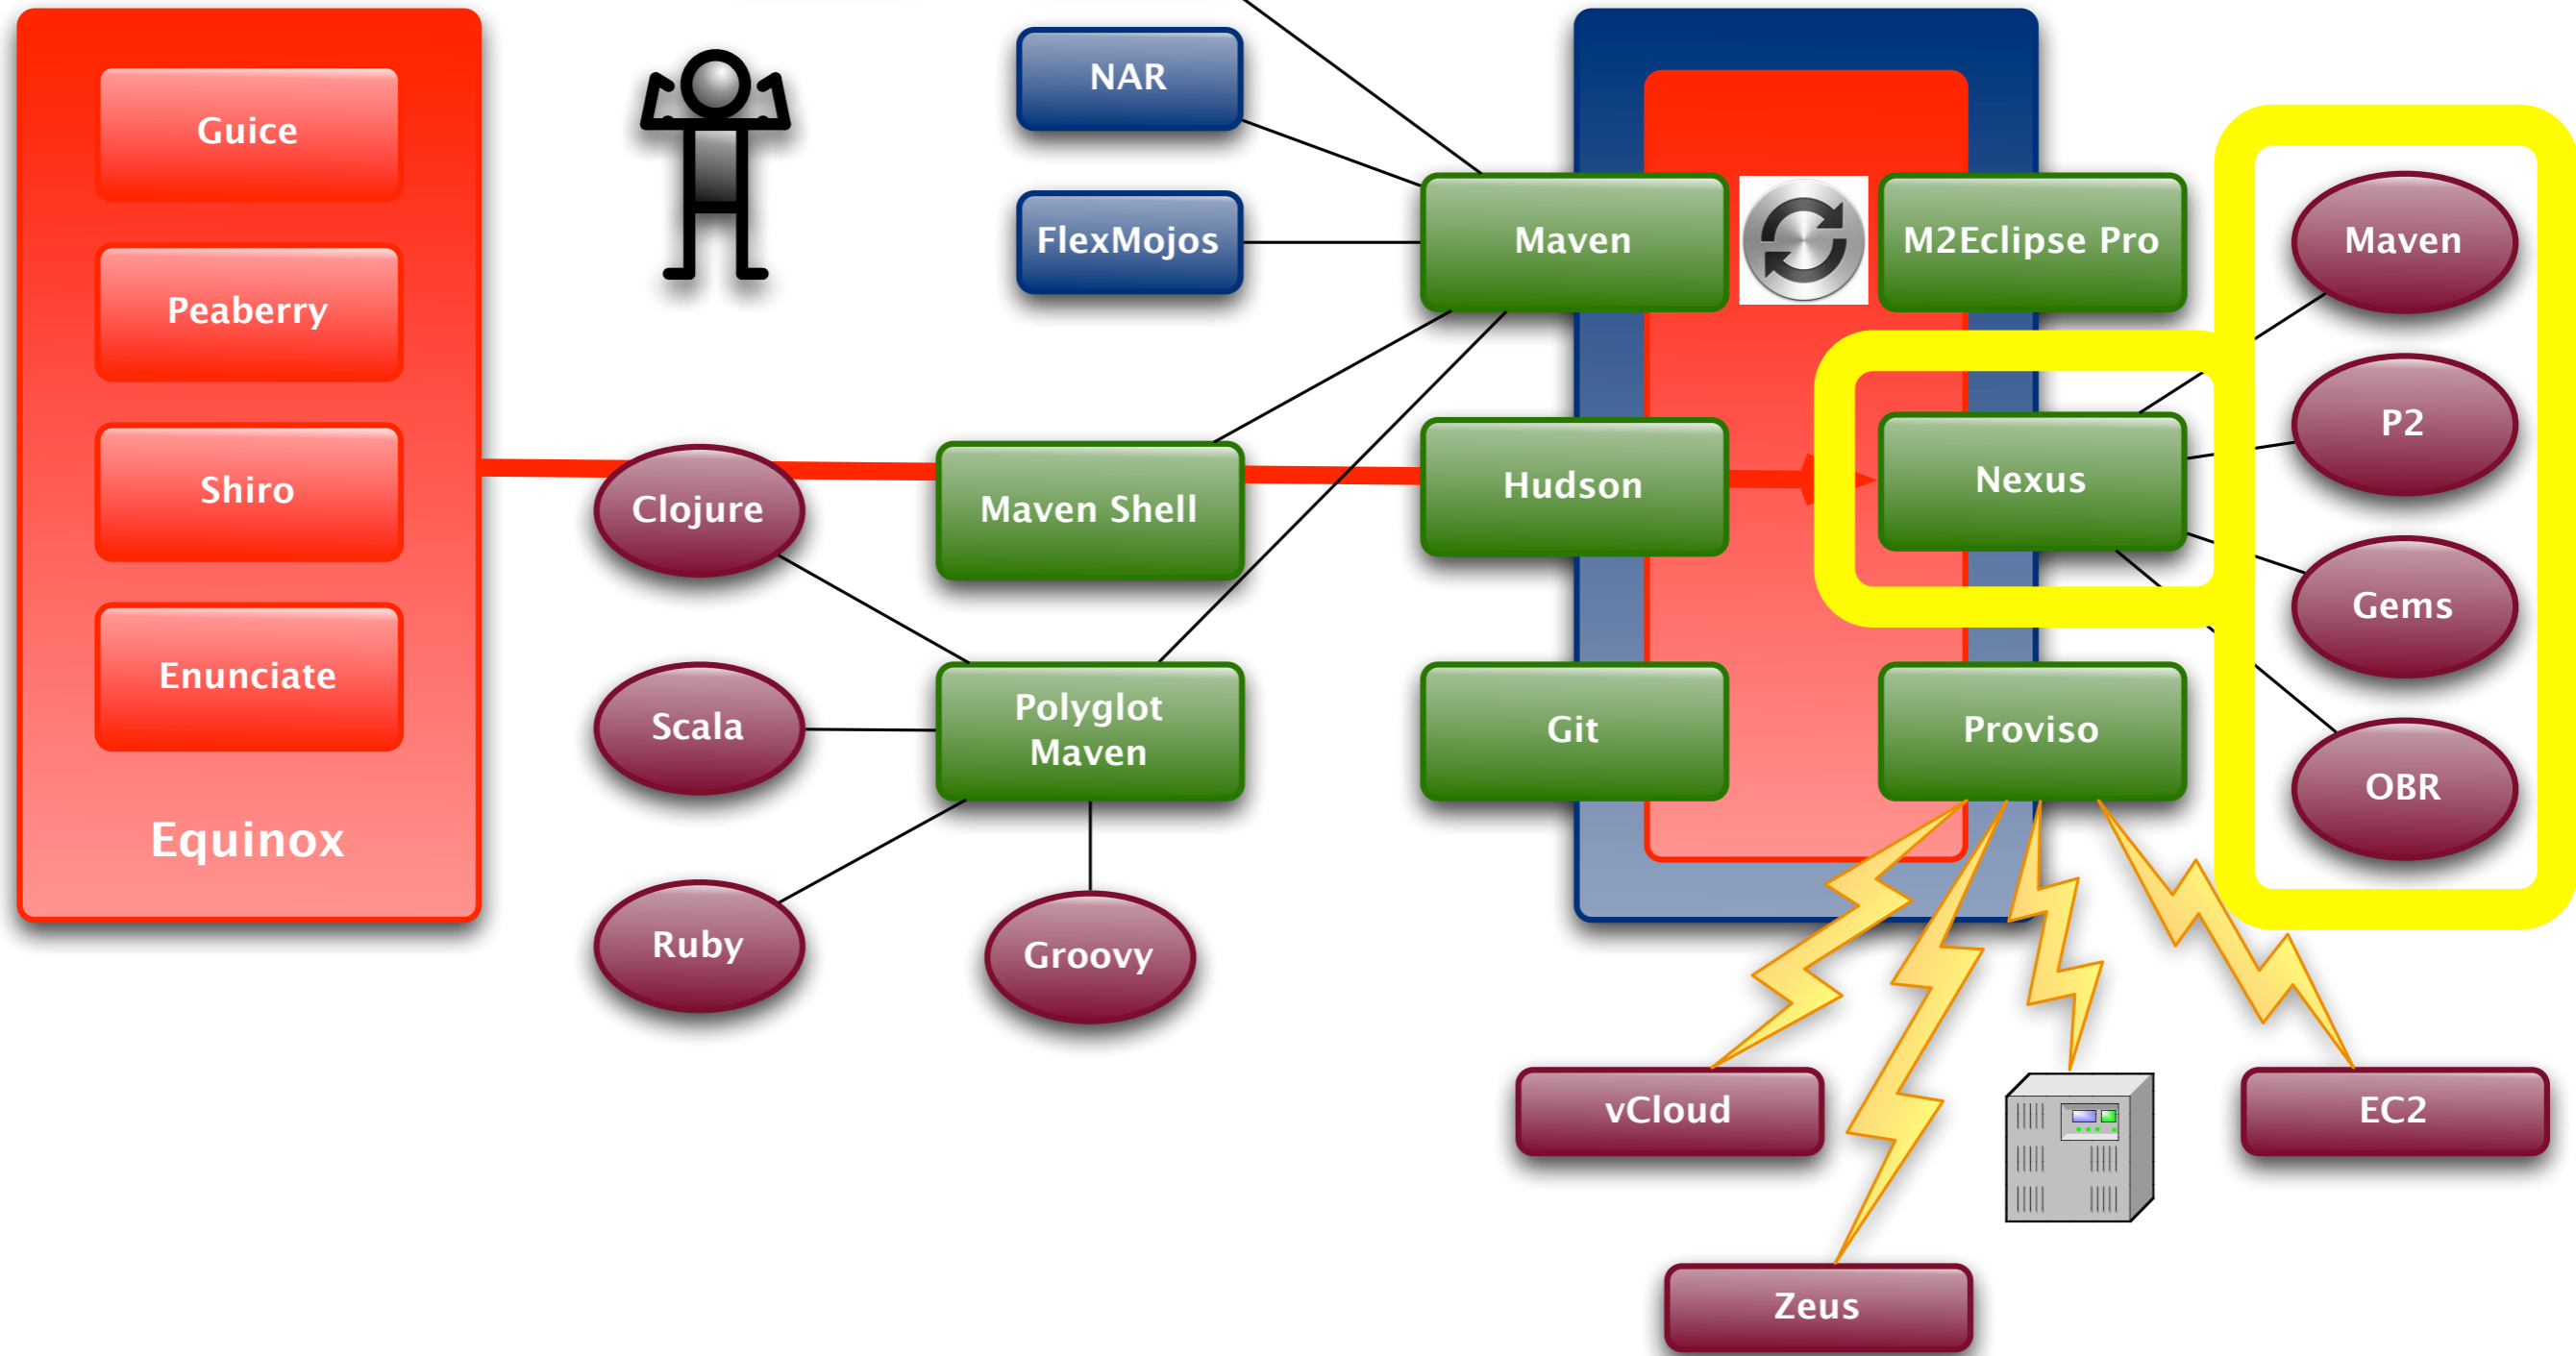 Guice
Peaberry
Shiro
Enunciate
Equinox
NAR
FlexMojos
Maven
M2Eclipse Pro
Maven
Clojure
Maven Shell
Hudson
Nexus
P2
Gems
Scala
Polyglot
Maven
Git
Proviso
OBR
Ruby
Groovy
vCloud
EC2
Zeus